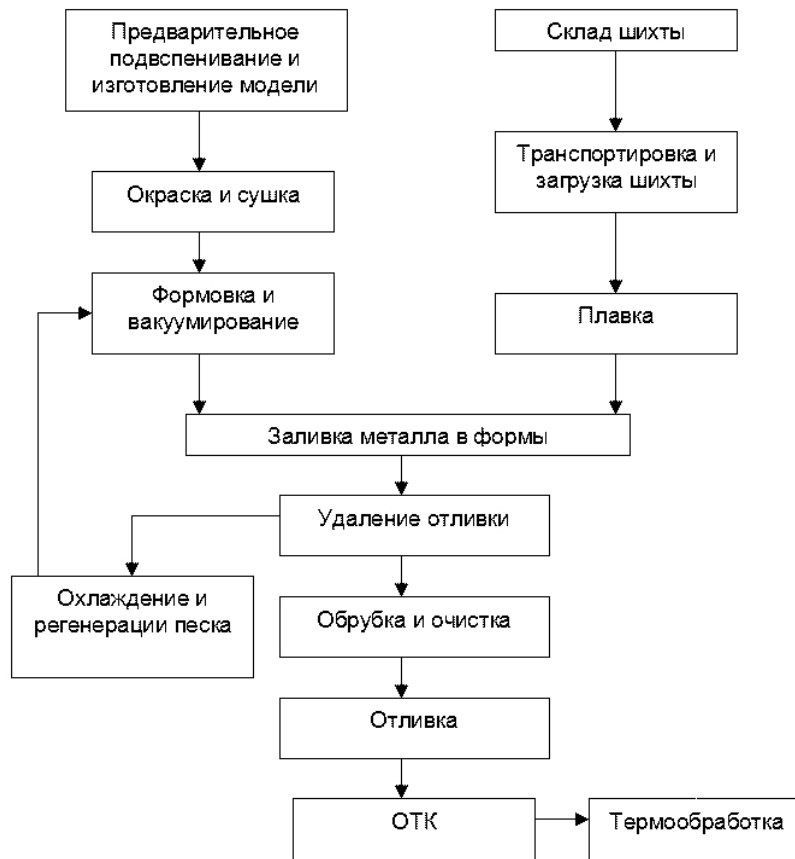 Предварительное
подвспенивание и
изготовление модели
Склад шихты
Транспортировка и
загрузка шихты
Окраска и сушка
Формовка и
вакуумирование
Плавка
Заливка металла в формы
Удаление отливки
Охлаждение и
регенерации песка
Обрубка и очистка
Отливка
ОТК
Термообработка